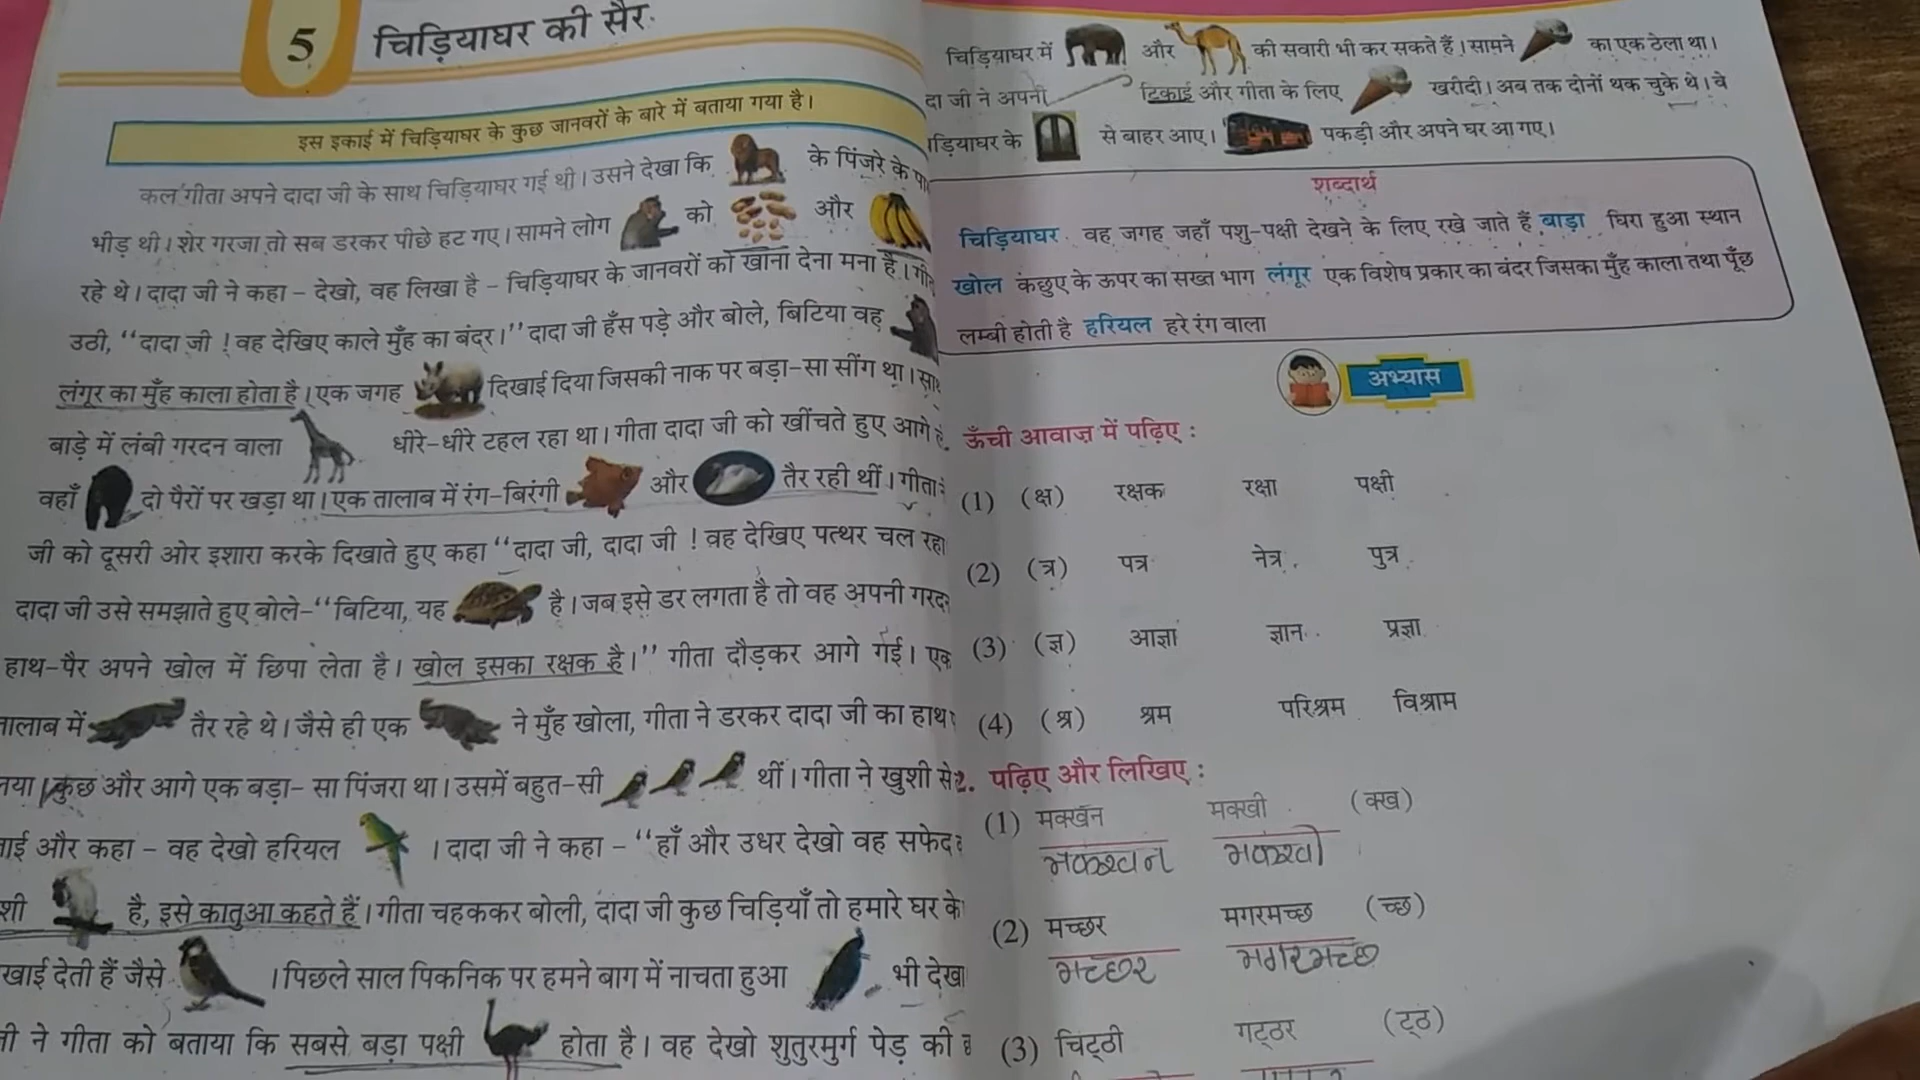 5
चिड़ियाघर की सैर
इस इकाई में चिड़ियाघर के कुछ जानवरों के बारे में बताया गया है।
कल गीता अपने दादा जी के साथ चिड़ियाघर गई थी। उसने देखा कि के पिंजरे के
भीड़ थी। शेर गरजा तो सब डरकर पीछे हट गए। सामने लोग को और
रहे थे। दादा जी ने कहा – देखो, वह लिखा है – चिड़ियाघर के जानवरों को खाना देना मना है।
उठी, “दादा जी ! वह देखिए काले मुँह का बंदर।” दादा जी हँस पड़े और बोले, बिटिया वह
लंगूर का मुँह काला होता है। एक जगह दिखाई दिया जिसकी नाक पर बड़ा-सा सींग था।
बाड़े में लंबी गरदन वाला धीरे-धीरे टहल रहा था। गीता दादा जी को खींचते हुए आगे
वहाँ दो पैरों पर खड़ा था। एक तालाब में रंग-बिरंगी और तैर रही थीं। गीता
जी को दूसरी ओर इशारा करके दिखाते हुए कहा “दादा जी, दादा जी ! वह देखिए पत्थर चल रहा
दादा जी उसे समझाते हुए बोले-“बिटिया, यह है। जब इसे डर लगता है तो वह अपनी
हाथ-पैर अपने खोल में छिपा लेता है। खोल इसका रक्षक है।” गीता दौड़कर आगे गई। एक
में तैर रहे थे। जैसे ही एक ने मुँह खोला, गीता ने डरकर दादा जी का हाथ
कुछ और आगे एक बड़ा- सा पिंजरा था। उसमें बहुत-सी थीं। गीता ने खुशी से
और कहा – वह देखो हरियल । दादा जी ने कहा – “हाँ और उधर देखो वह सफेद
है, इसे कातुआ कहते हैं। गीता चहककर बोली, दादा जी कुछ चिड़ियाँ तो हमारे घर के
देती हैं जैसे । पिछले साल पिकनिक पर हमने बाग में नाचता हुआ भी देखा
ने गीता को बताया कि सबसे बड़ा पक्षी होता है। वह देखो शुतुरमुर्ग पेड़ की
चिड़ियाघर में और की सवारी भी कर सकते हैं। सामने का एक ठेला था।
जी ने अपनी टिकाई और गीता के लिए खरीदी। अब तक दोनों थक चुके थे। वे
के से बाहर आए। पकड़ी और अपने घर आ गए।
शब्दार्थ
चिड़ियाघर वह जगह जहाँ पशु-पक्षी देखने के लिए रखे जाते हैं बाड़ा घिरा हुआ स्थान
खोल कछुए के ऊपर का सख्त भाग लंगूर एक विशेष प्रकार का बंदर जिसका मुँह काला तथा पूँछ
लम्बी होती है हरियल हरे रंग वाला
अभ्यास
ऊँची आवाज़ में पढ़िए :
(1) (क्ष) रक्षक रक्षा पक्षी
(2) (त्र) पत्र नेत्र पुत्र
(3) (ज्ञ) आज्ञा ज्ञान प्रज्ञा
(4) (श्र) श्रम परिश्रम विश्राम
2. पढ़िए और लिखिए :
(1) मक्खन मक्खी (क्ख)
मक्खन मक्खी
(2) मच्छर मगरमच्छ (च्छ)
मच्छर मगरमच्छ
(3) चिट्ठी गट्ठर (ट्ठ)